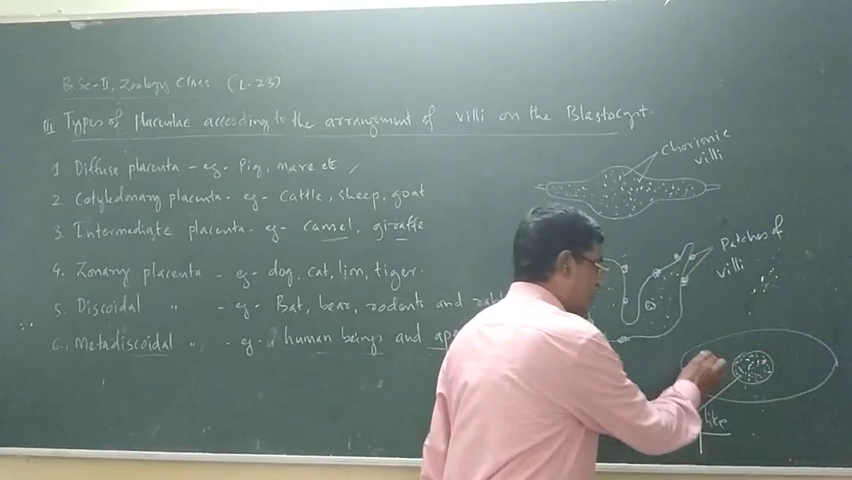 B.Sc-II, Zoology Class (L-23)
III Types of placentae according to the arrangement of villi on the Blastocyst.
1 Diffuse placenta - eg- Pig, mare etc
2 Cotyledonary placenta - eg- Cattle, sheep, goat
3. Intermediate placenta - eg- camel, giraffe
4. Zonary placenta - eg- dog, cat, lion, tiger.
5. Discoidal " - eg- Bat, bear, rodents and
6. Metadiscoidal " - eg- human beings and
Chorionic
villi
Patches of
villi
like